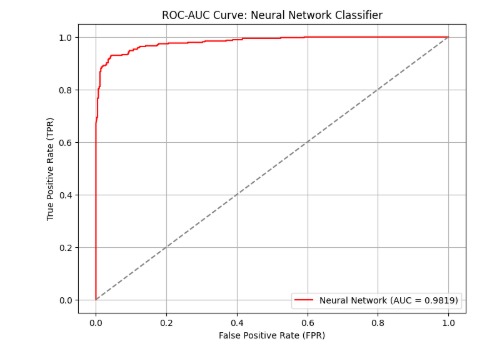 ROC-AUC Curve: Neural Network Classifier
True Positive Rate (TPR)
1.0
0.8
0.6
0.4
0.2
0.0
Neural Network (AUC = 0.9819)
0.0 0.2 0.4 0.6 0.8 1.0
False Positive Rate (FPR)